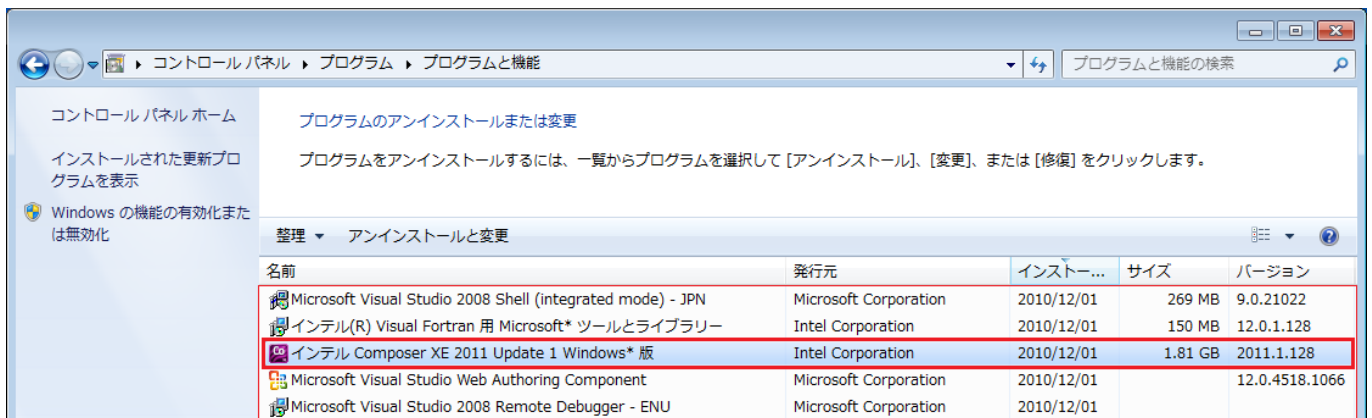 コントロール パネル ▸ プログラム ▸ プログラムと機能
プログラムと機能の検索
コントロール パネル ホーム
インストールされた更新プロ
グラムを表示
Windows の機能の有効化また
は無効化
プログラムのアンインストールまたは変更
プログラムをアンインストールするには、一覧からプログラムを選択して [アンインストール]、[変更]、または [修復] をクリックします。
整理 ▼ アンインストールと変更
名前 発行元 インストー... サイズ バージョン
Microsoft Visual Studio 2008 Shell (integrated mode) - JPN Microsoft Corporation 2010/12/01 269 MB 9.0.21022
インテル(R) Visual Fortran 用 Microsoft* ツールとライブラリー Intel Corporation 2010/12/01 150 MB 12.0.1.128
インテル Composer XE 2011 Update 1 Windows* 版 Intel Corporation 2010/12/01 1.81 GB 2011.1.128
Microsoft Visual Studio Web Authoring Component Microsoft Corporation 2010/12/01 12.0.4518.1066
Microsoft Visual Studio 2008 Remote Debugger - ENU Microsoft Corporation 2010/12/01